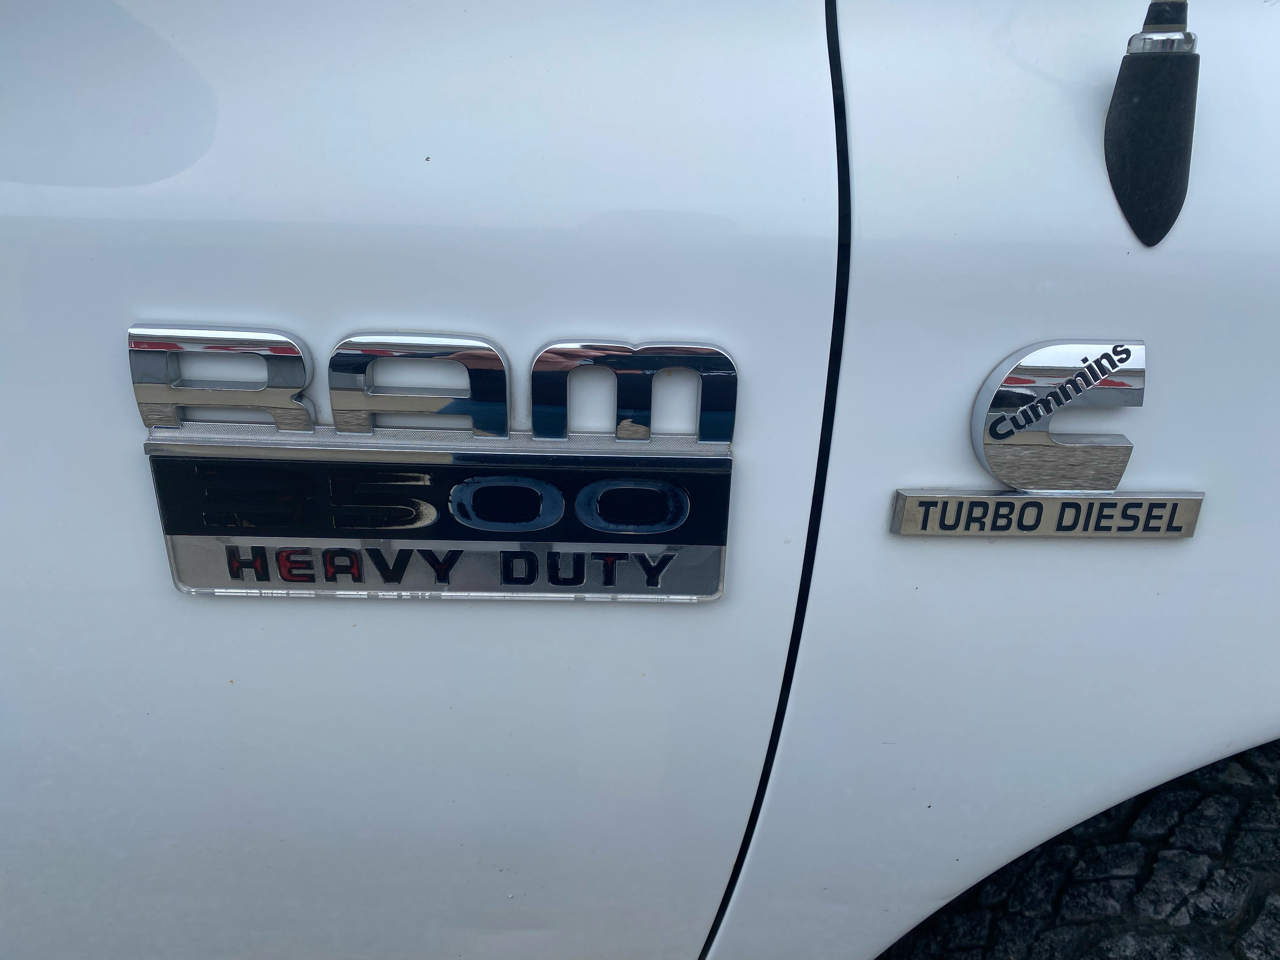 RAM
3500
HEAVY DUTY
Cummins
TURBO DIESEL